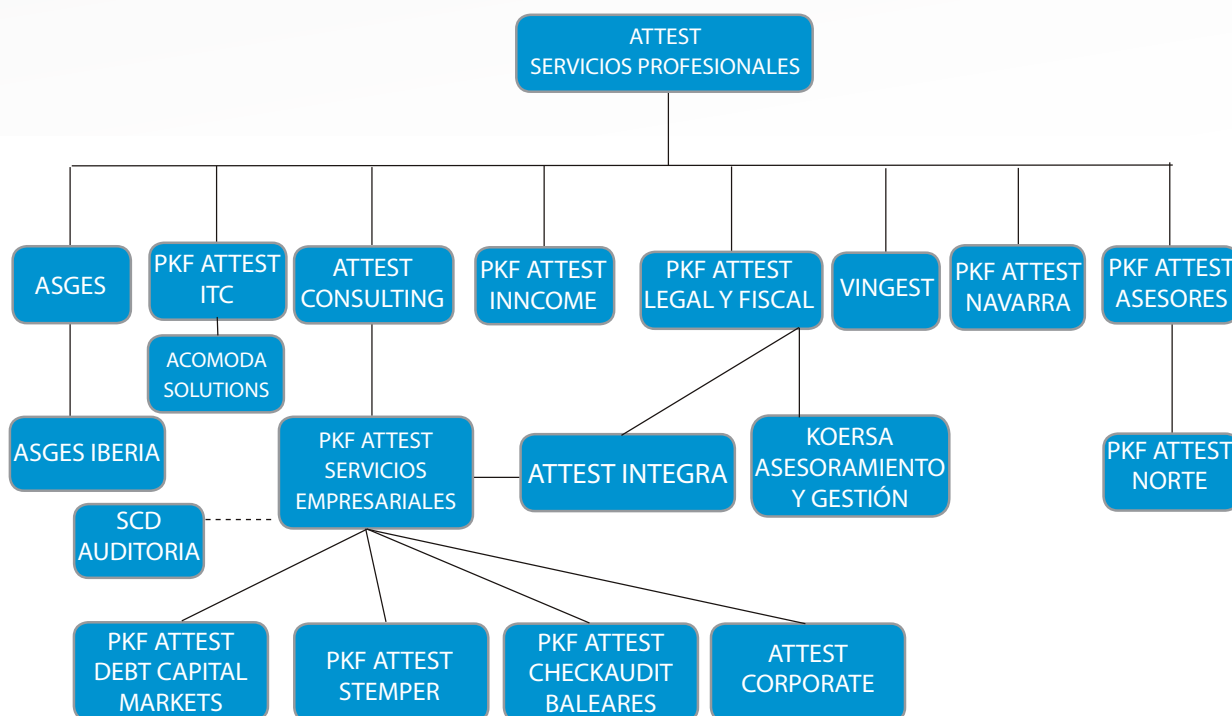 ATTEST
SERVICIOS PROFESIONALES
ASGES
PKF ATTEST
ITC
ATTEST
CONSULTING
PKF ATTEST
INNCOME
PKF ATTEST
LEGAL Y FISCAL
VINGEST
PKF ATTEST
NAVARRA
PKF ATTEST
ASESORES
ACOMODA
SOLUTIONS
ASGES IBERIA
PKF ATTEST
SERVICIOS
EMPRESARIALES
ATTEST INTEGRA
KOERSA
ASESORAMIENTO
Y GESTIÓN
PKF ATTEST
NORTE
SCD
AUDITORIA
PKF ATTEST
DEBT CAPITAL
MARKETS
PKF ATTEST
STEMPER
PKF ATTEST
CHECKAUDIT
BALEARES
ATTEST
CORPORATE